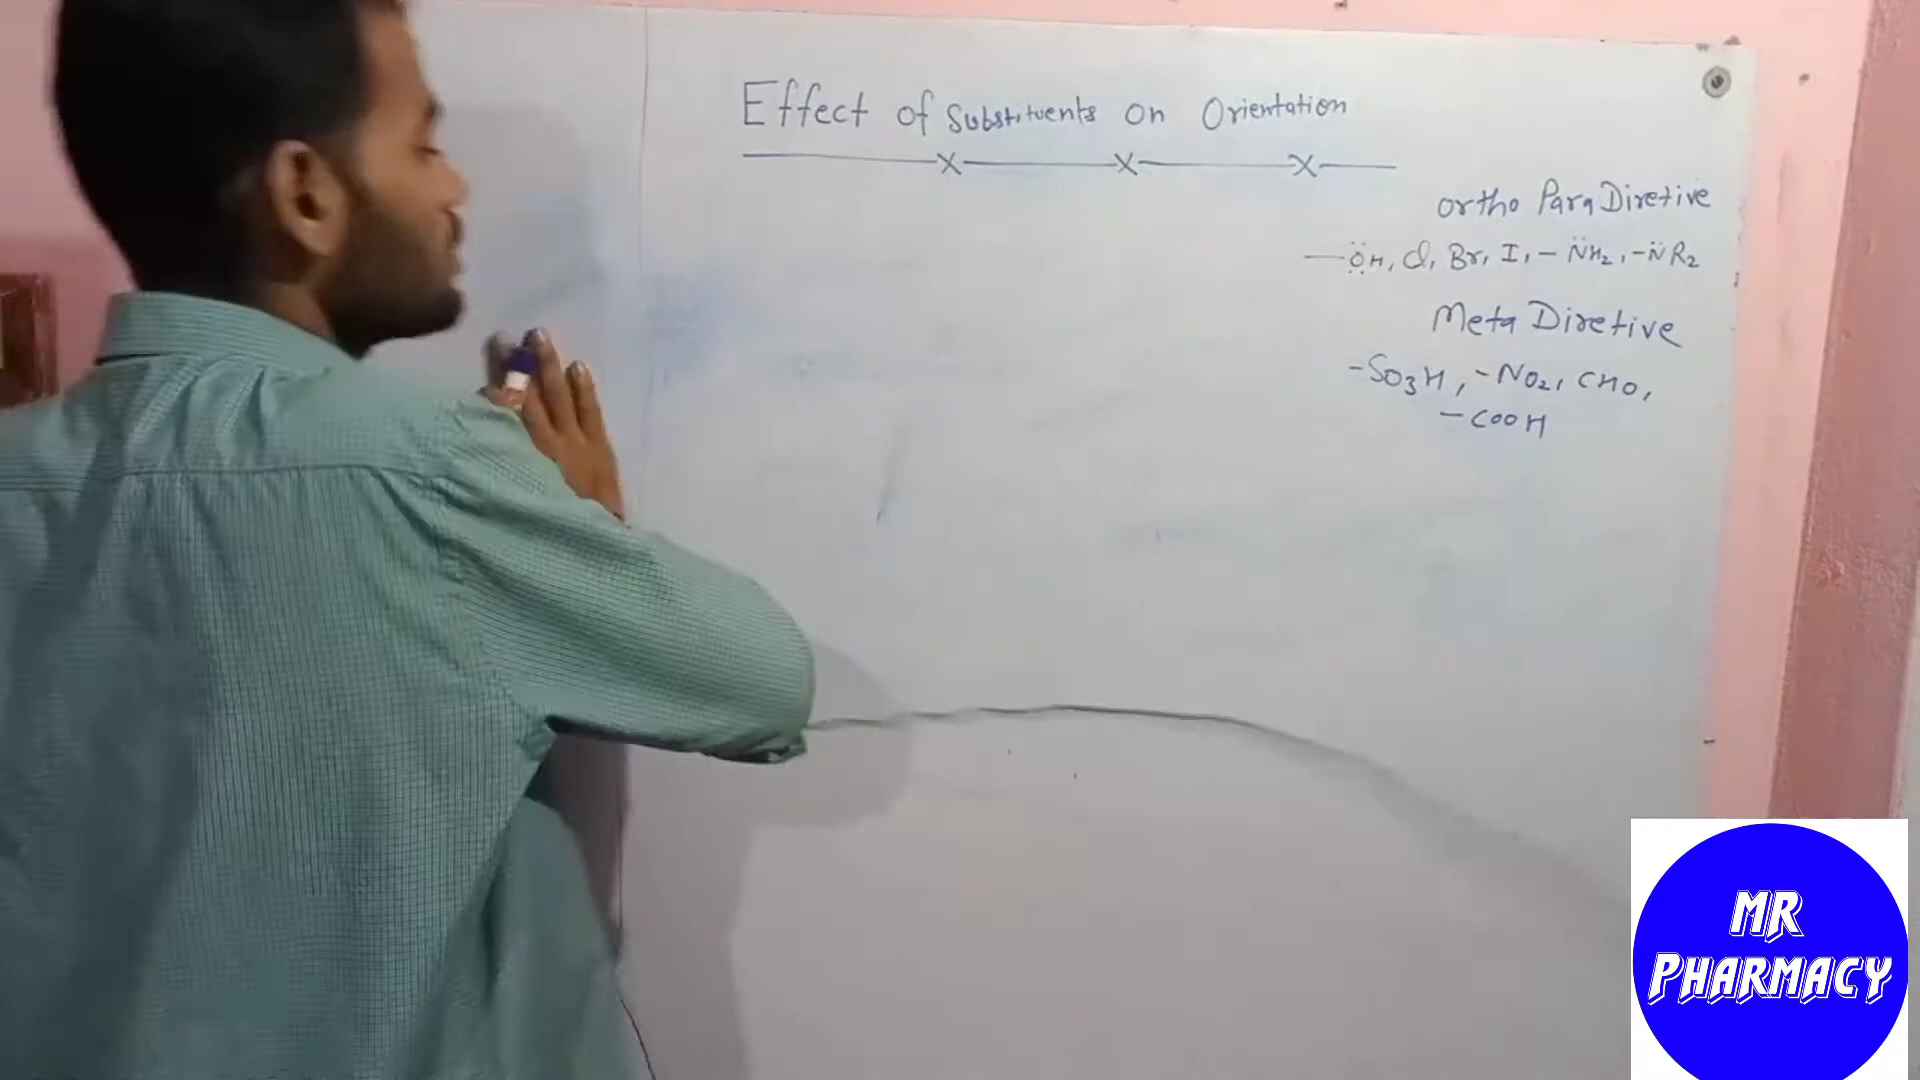 Effect of Substituents on Orientation
Ortho Para Diretive
—ÖH, Cl, Br, I, –N̈H₂, –N̈R₂
Meta Diretive
–SO₃H, –NO₂, CHO,
–COOH
MR
PHARMACY